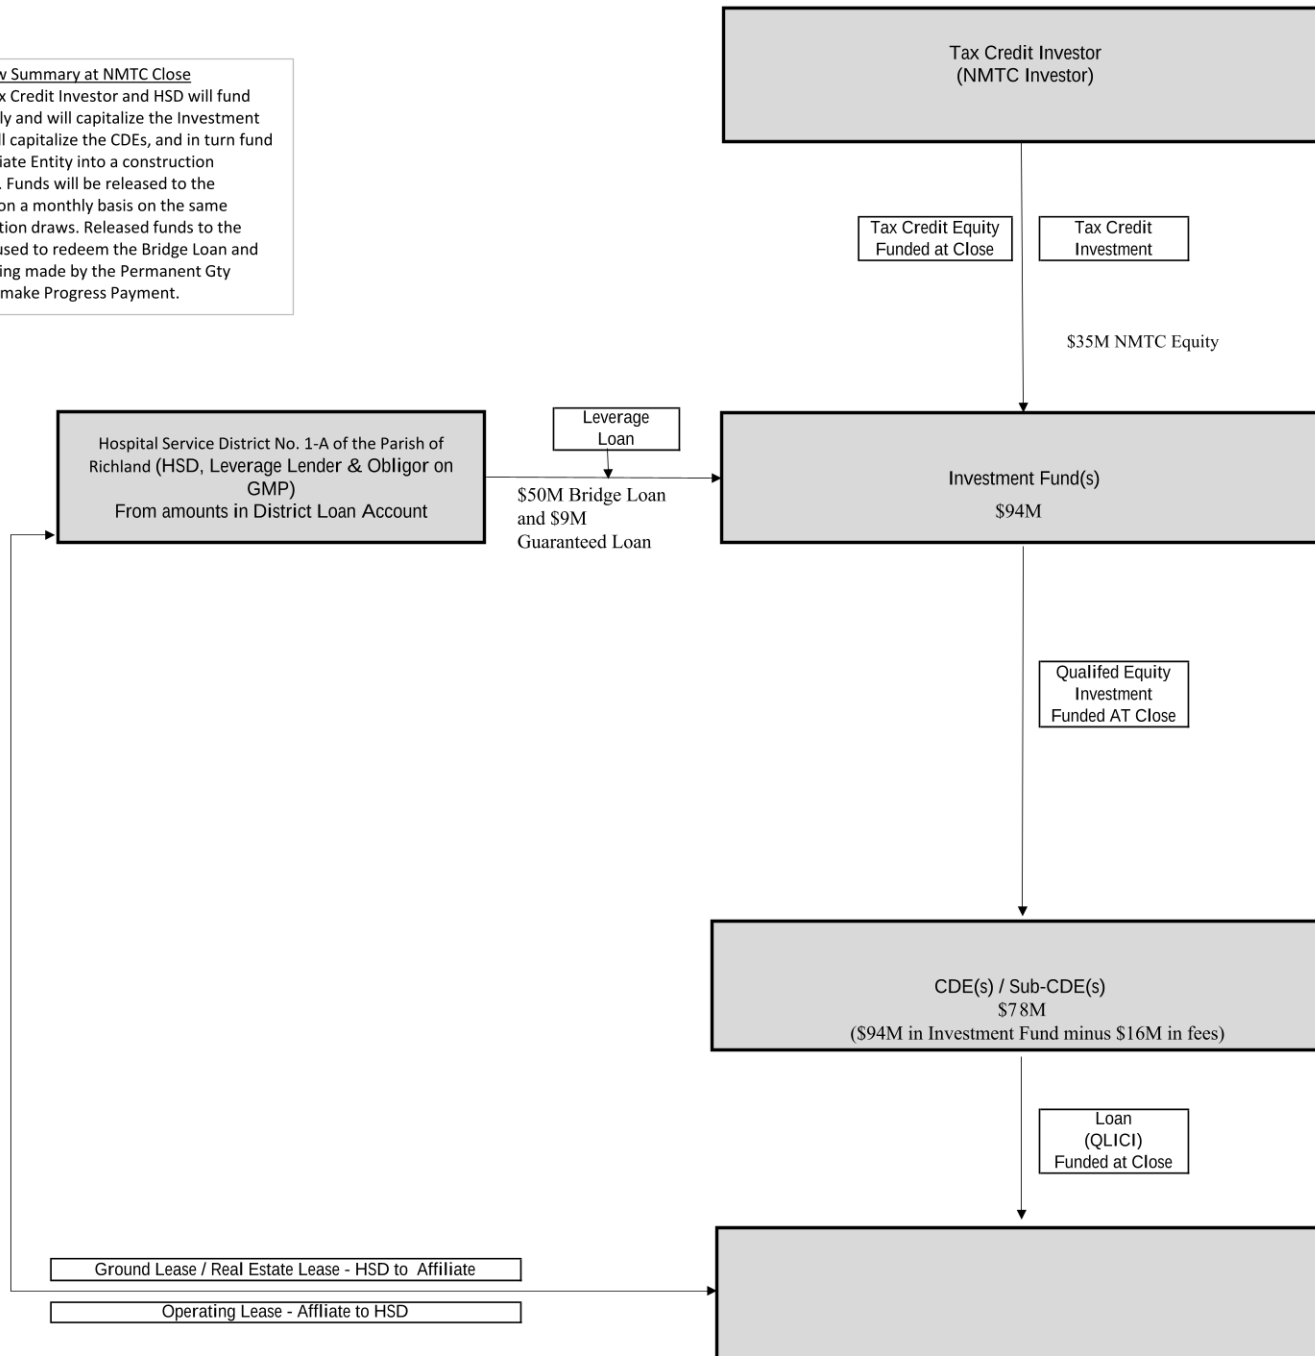 Tax Credit Investor
(NMTC Investor)
w Summary at NMTC Close
x Credit Investor and HSD will fund
ly and will capitalize the Investment
ll capitalize the CDEs, and in turn fund
iate Entity into a construction
. Funds will be released to the
on a monthly basis on the same
tion draws. Released funds to the
used to redeem the Bridge Loan and
ing made by the Permanent Gty
make Progress Payment.
Tax Credit Equity
Funded at Close
Tax Credit
Investment
$35M NMTC Equity
Hospital Service District No. 1-A of the Parish of
Richland (HSD, Leverage Lender & Obligor on
GMP)
From amounts in District Loan Account
Leverage
Loan
$50M Bridge Loan
and $9M
Guaranteed Loan
Investment Fund(s)
$94M
Qualifed Equity
Investment
Funded AT Close
CDE(s) / Sub-CDE(s)
$78M
($94M in Investment Fund minus $16M in fees)
Loan
(QLICI)
Funded at Close
Ground Lease / Real Estate Lease - HSD to Affiliate
Operating Lease - Affliate to HSD